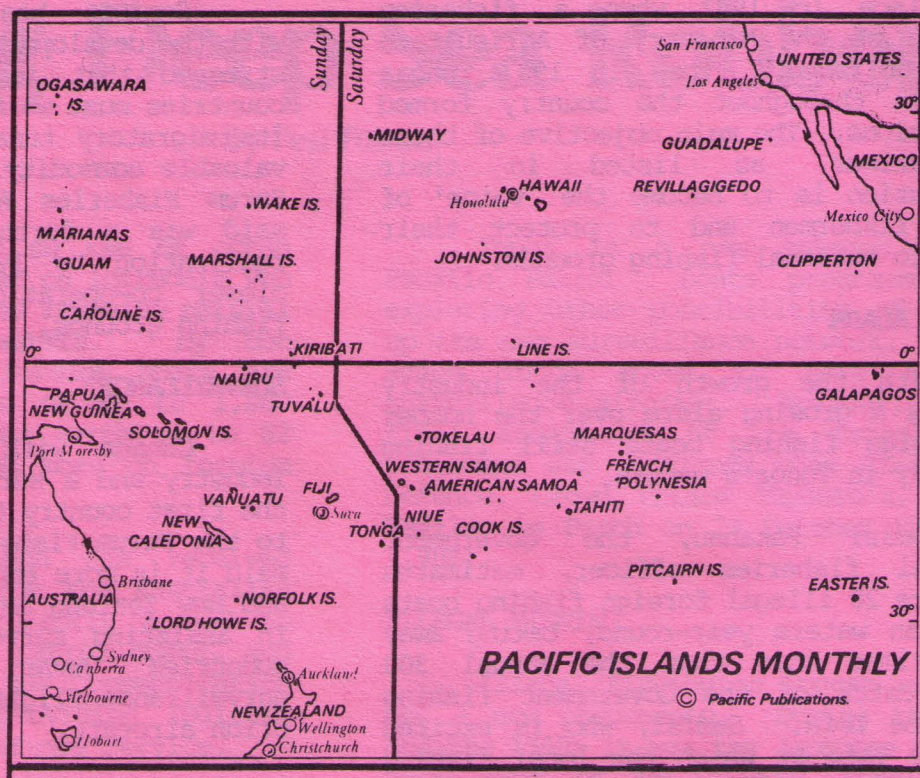 Sunday
Saturday
San Francisco
UNITED STATES
Los Angeles
OGASAWARA
IS.
30°
MIDWAY
GUADALUPE
MEXICO
HAWAII
Honolulu
REVILLAGIGEDO
WAKE IS.
Mexico City
MARIANAS
GUAM
MARSHALL IS.
JOHNSTON IS.
CLIPPERTON
CAROLINE IS.
0°
KIRIBATI
LINE IS.
0°
NAURU
TUVALU
GALAPAGOS
PAPUA
NEW GUINEA
SOLOMON IS.
Port Moresby
TOKELAU
MARQUESAS
WESTERN SAMOA
AMERICAN SAMOA
FRENCH
POLYNESIA
VANUATU
FIJI
Suva
TAHITI
NEW
CALEDONIA
TONGA
NIUE
COOK IS.
PITCAIRN IS.
EASTER IS.
Brisbane
AUSTRALIA
NORFOLK IS.
LORD HOWE IS.
30°
Sydney
Canberra
Melbourne
Auckland
PACIFIC ISLANDS MONTHLY
© Pacific Publications.
NEW ZEALAND
Wellington
Hobart
Christchurch